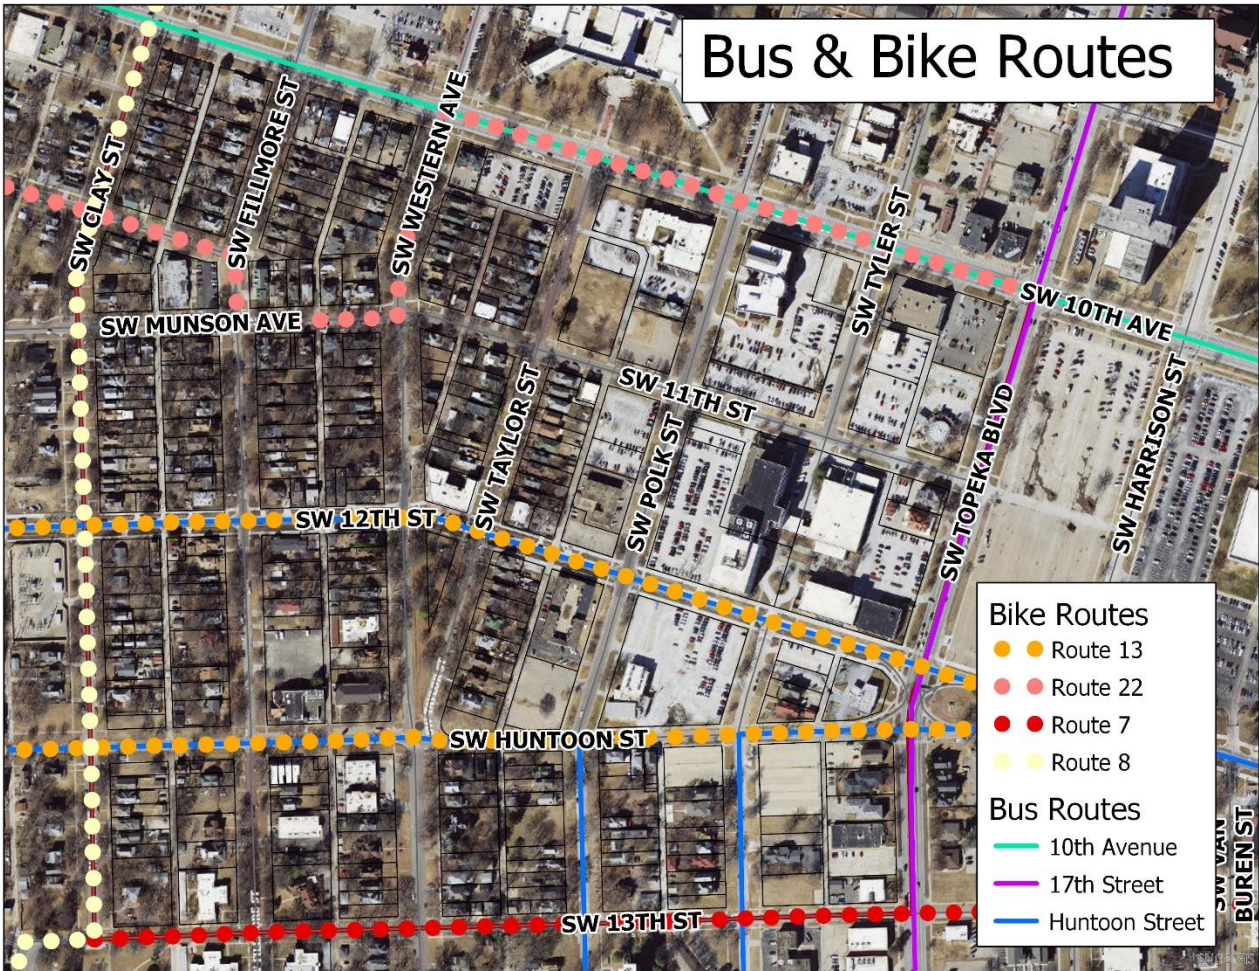 Bus & Bike Routes
SW CLAY ST
SW FILLMORE ST
SW WESTERN AVE
SW TYLER ST
SW 10TH AVE
SW MUNSON AVE
SW 11TH ST
SW TAYLOR ST
SW POLK ST
SW TOPEKA BLVD
SW HARRISON ST
SW 12TH ST
SW HUNTOON ST
SW 13TH ST
SW VAN
BUREN ST
Bike Routes
Route 13
Route 22
Route 7
Route 8
Bus Routes
10th Avenue
17th Street
Huntoon Street